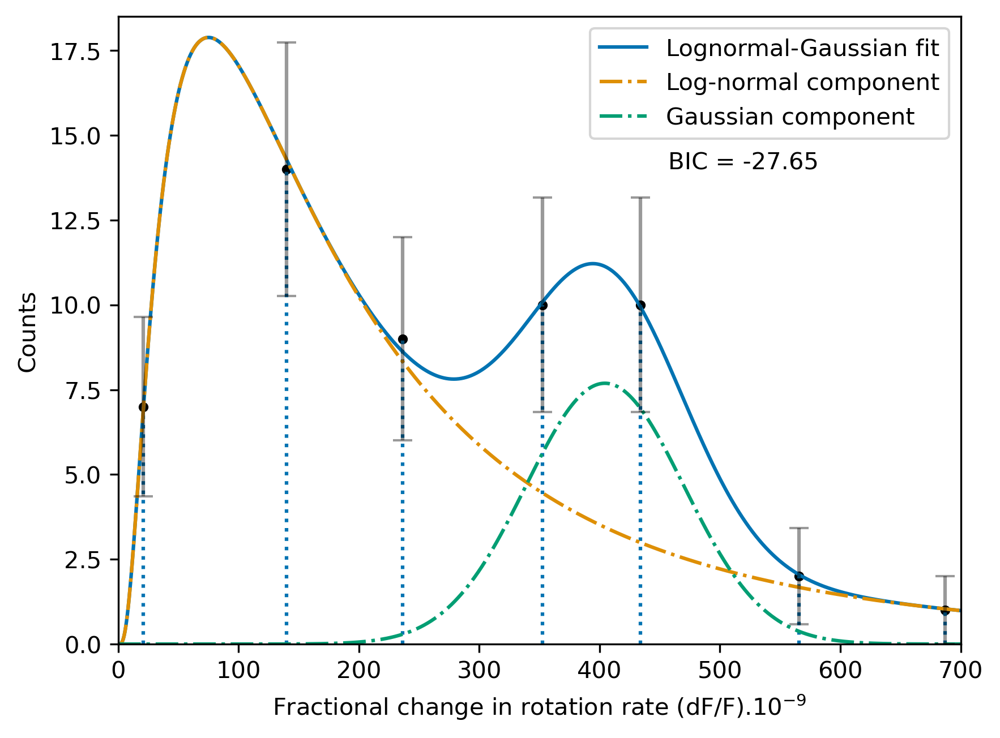 Lognormal-Gaussian fit
Log-normal component
Gaussian component
BIC = -27.65
17.5
15.0
12.5
10.0
7.5
5.0
2.5
0.0
Counts
0 100 200 300 400 500 600 700
Fractional change in rotation rate (dF/F).10⁻⁹